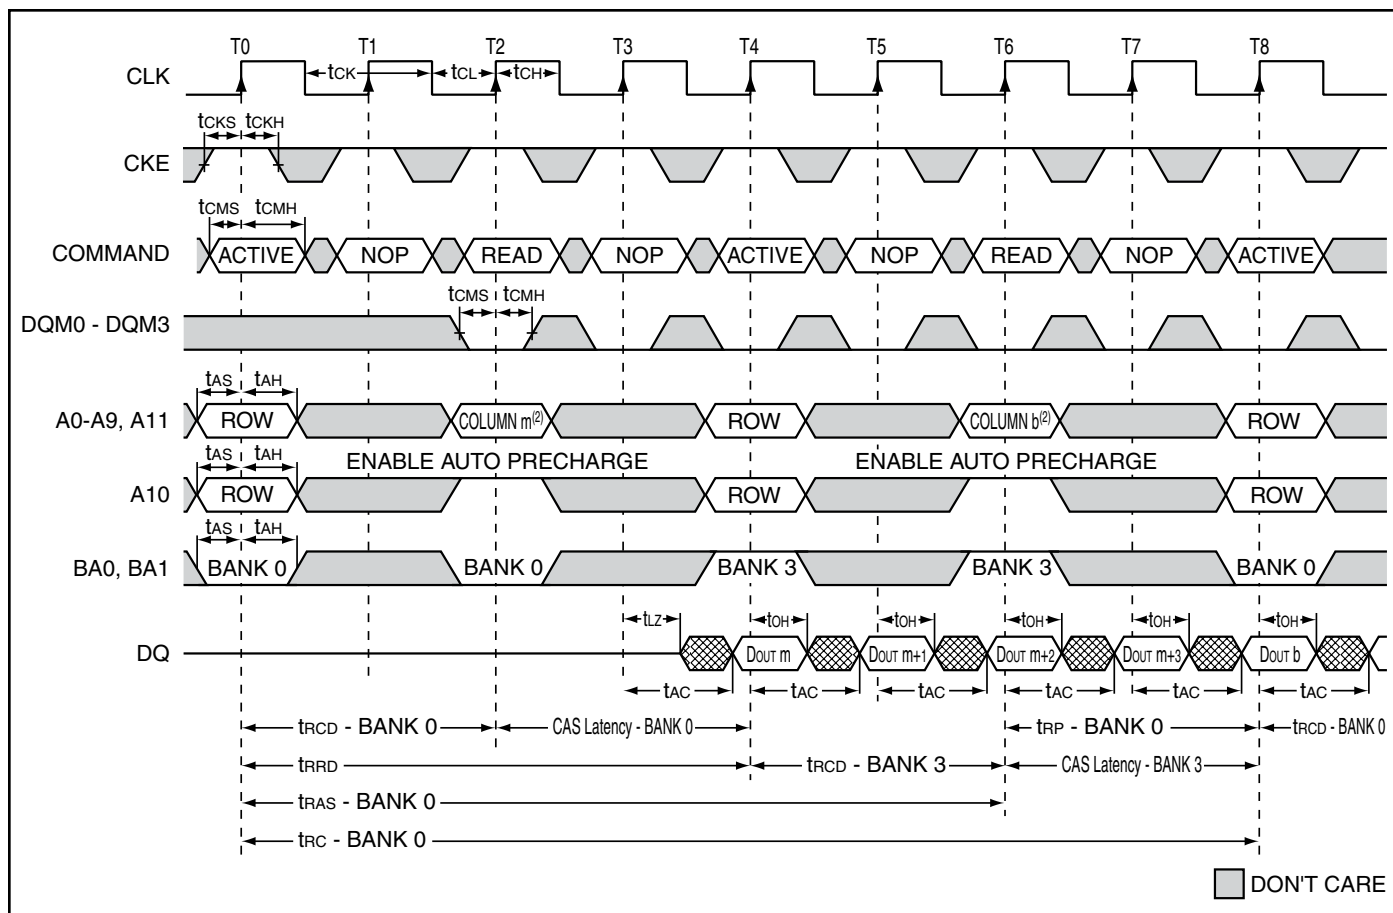 T0 T1 T2 T3 T4 T5 T6 T7 T8
CLK
tCK tCL tCH
tCKS tCKH
CKE
tCMS tCMH
COMMAND ACTIVE NOP READ NOP ACTIVE NOP READ NOP ACTIVE
tCMS tCMH
DQM0 - DQM3
tAS tAH
A0-A9, A11 ROW COLUMN m(2) ROW COLUMN b(2) ROW
tAS tAH ENABLE AUTO PRECHARGE ENABLE AUTO PRECHARGE
A10 ROW ROW ROW
tAS tAH
BA0, BA1 BANK 0 BANK 0 BANK 3 BANK 3 BANK 0
tLZ tOH tOH tOH tOH tOH
DQ DOUT m DOUT m+1 DOUT m+2 DOUT m+3 DOUT b
tAC tAC tAC tAC tAC tAC
tRCD - BANK 0 CAS Latency - BANK 0 tRP - BANK 0 tRCD - BANK 0
tRRD tRCD - BANK 3 CAS Latency - BANK 3
tRAS - BANK 0
tRC - BANK 0
DON'T CARE